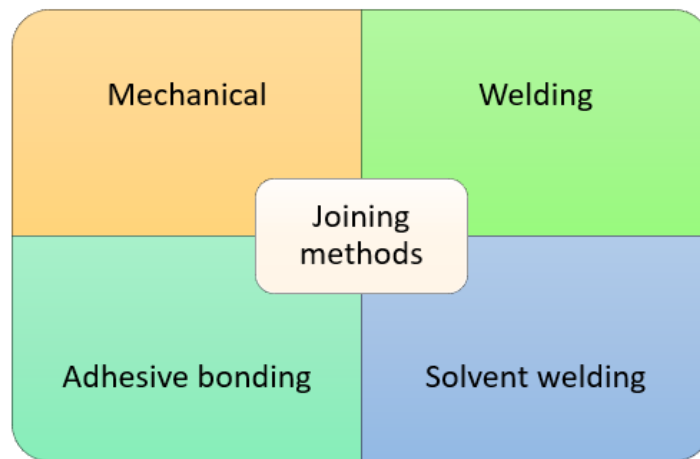 Mechanical
Welding
Joining
methods
Adhesive bonding
Solvent welding